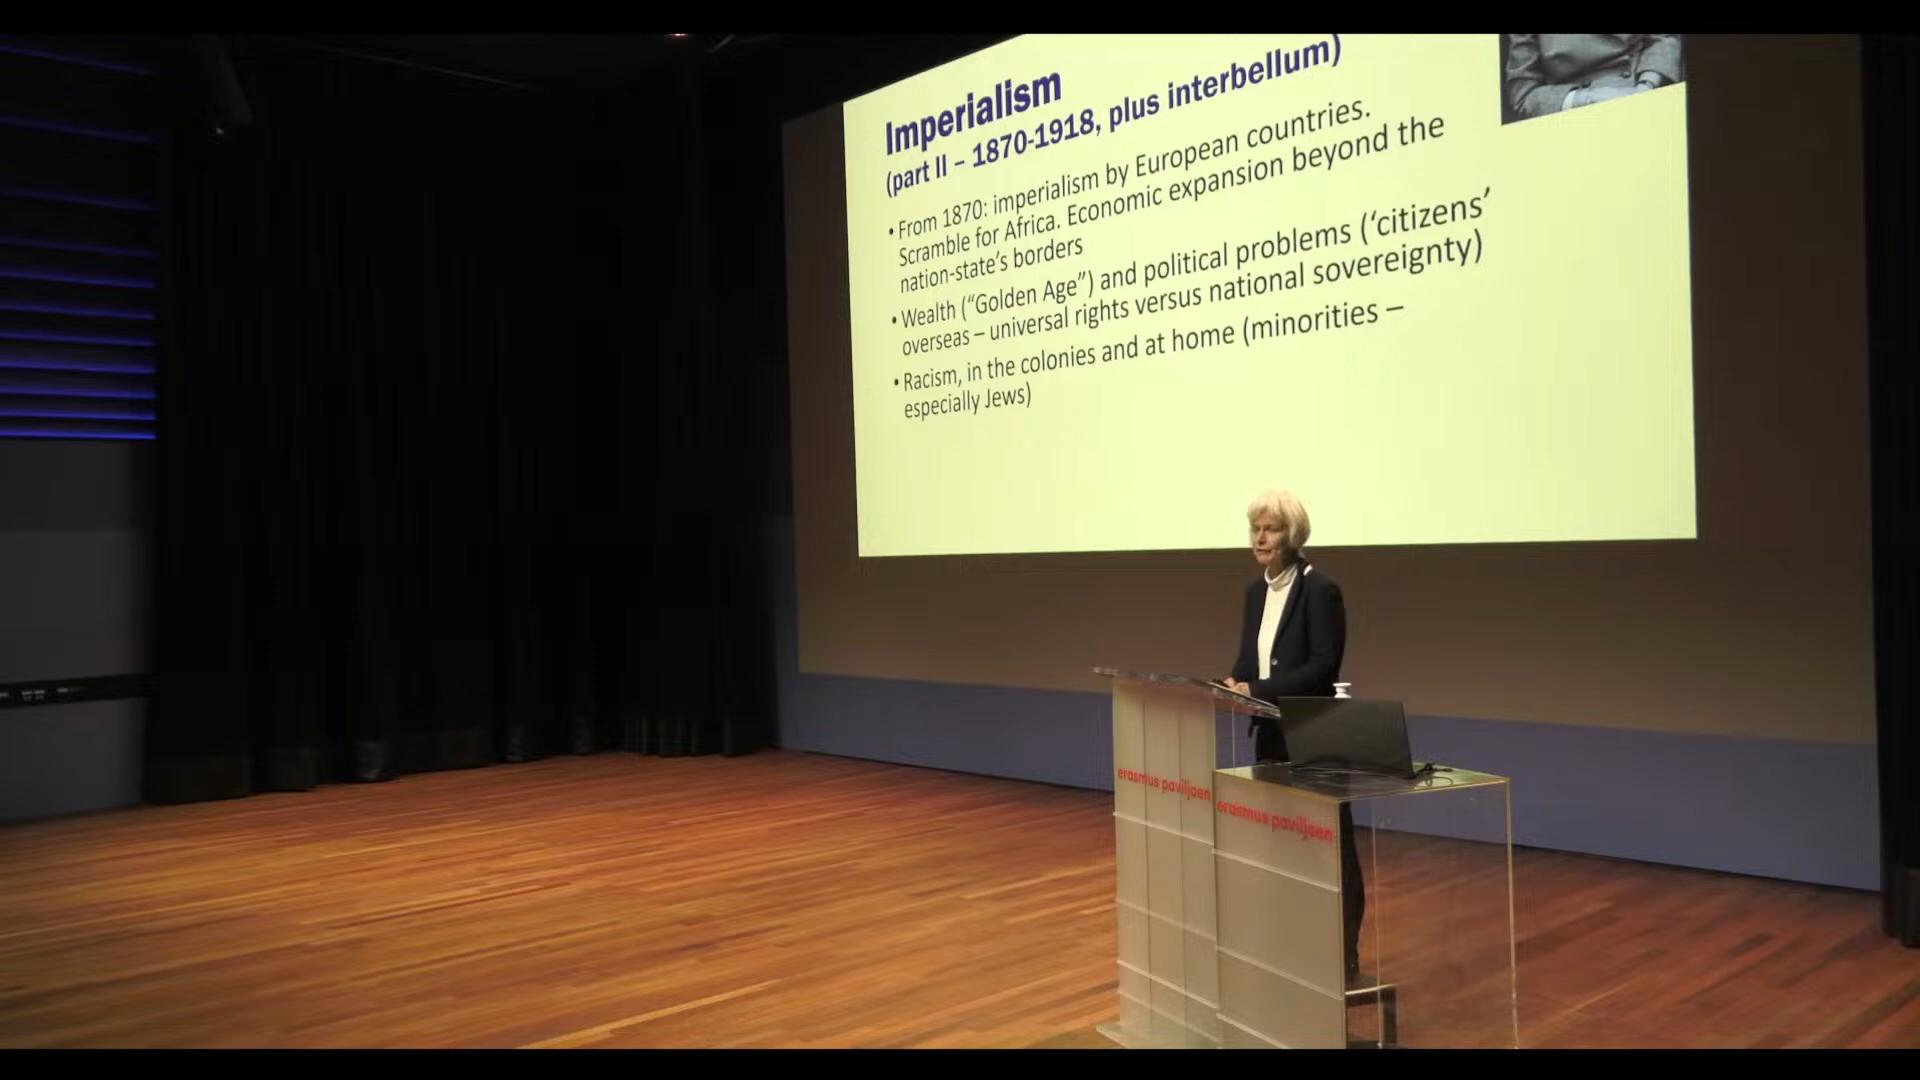 Imperialism
(part II – 1870-1918, plus interbellum)
• From 1870: imperialism by European countries.
Scramble for Africa. Economic expansion beyond the
nation-state’s borders
• Wealth (“Golden Age”) and political problems (‘citizens’
overseas – universal rights versus national sovereignty)
• Racism, in the colonies and at home (minorities –
especially Jews)
erasmus paviljoen
erasmus paviljoen